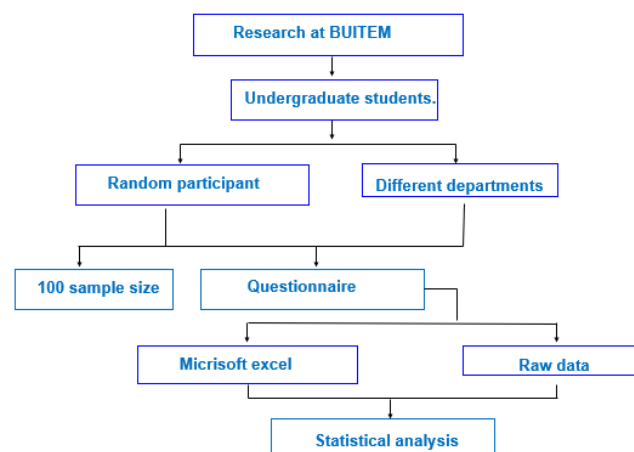 Research at BUITEM
Undergraduate students.
Random participant
Different departments
100 sample size
Questionnaire
Micrisoft excel
Raw data
Statistical analysis